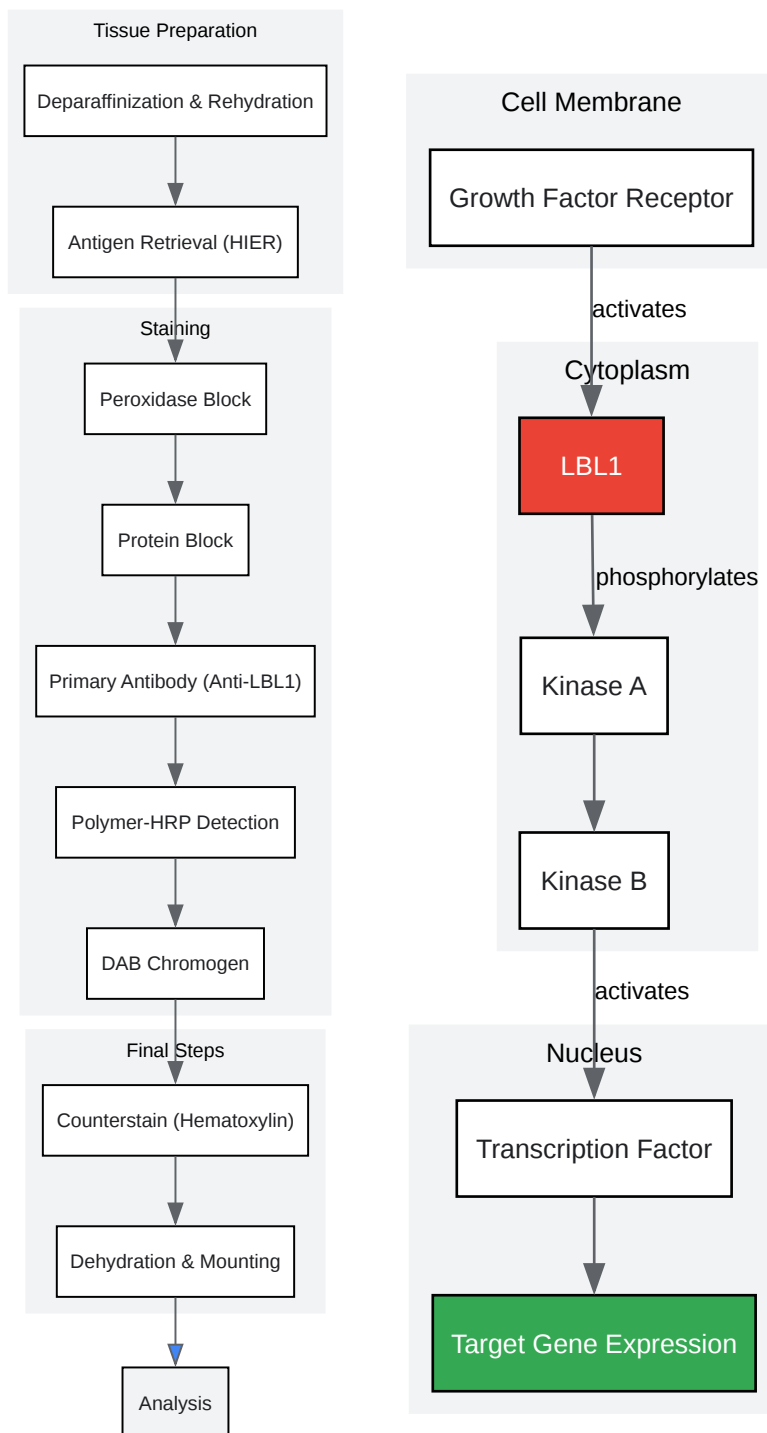 Tissue Preparation
Deparaffinization & Rehydration
Antigen Retrieval (HIER)
Staining
Peroxidase Block
Protein Block
Primary Antibody (Anti-LBL1)
Polymer-HRP Detection
DAB Chromogen
Final Steps
Counterstain (Hematoxylin)
Dehydration & Mounting
Analysis
Cell Membrane
Growth Factor Receptor
activates
Cytoplasm
LBL1
phosphorylates
Kinase A
Kinase B
activates
Nucleus
Transcription Factor
Target Gene Expression